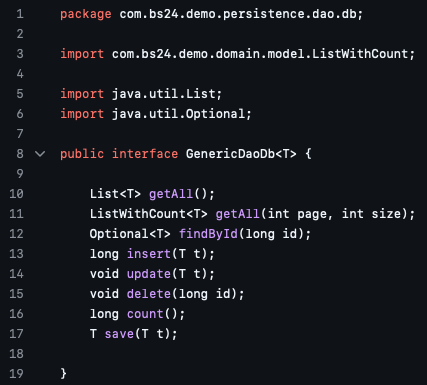 1 package com.bs24.demo.persistence.dao.db;
2
3 import com.bs24.demo.domain.model.ListWithCount;
4
5 import java.util.List;
6 import java.util.Optional;
7
8 public interface GenericDaoDb<T> {
9
10 List<T> getAll();
11 ListWithCount<T> getAll(int page, int size);
12 Optional<T> findById(long id);
13 long insert(T t);
14 void update(T t);
15 void delete(long id);
16 long count();
17 T save(T t);
18
19 }